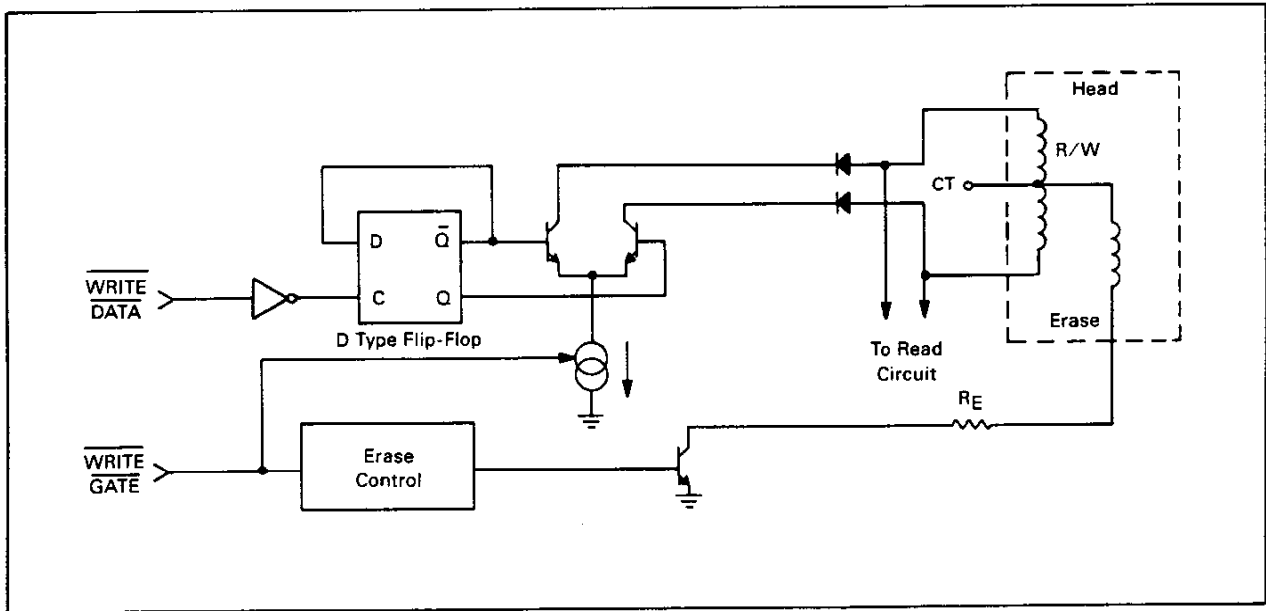 Head
R/W
CT
D
Q̅
WRITE
DATA
C
Q
D Type Flip-Flop
Erase
To Read
Circuit
RE
WRITE
GATE
Erase
Control